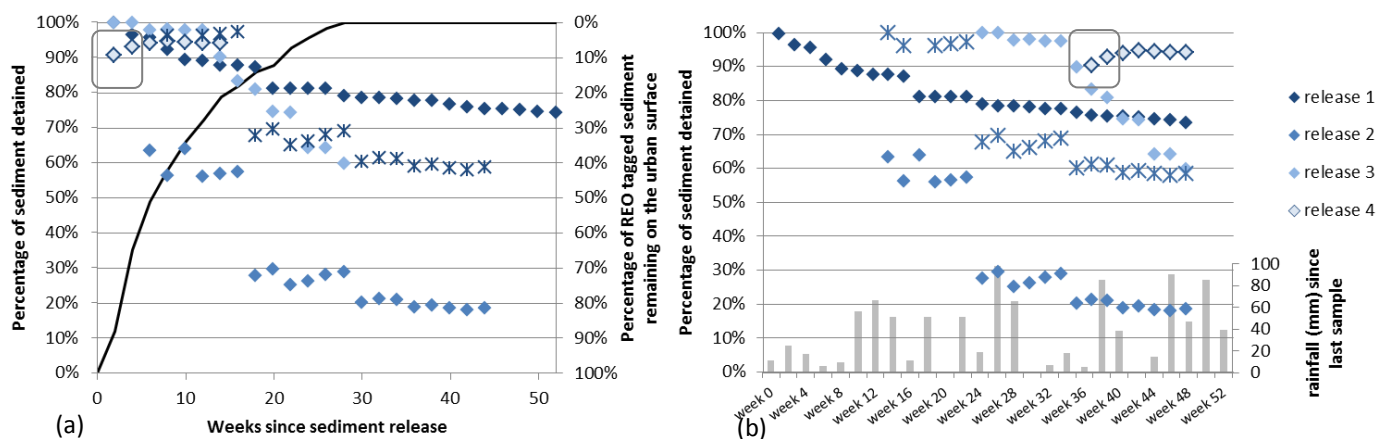 100%
90%
80%
70%
60%
50%
40%
30%
20%
10%
0%
Percentage of sediment detained
0
10
20
30
40
50
Weeks since sediment release
(a)
0%
10%
20%
30%
40%
50%
60%
70%
80%
90%
100%
Percentage of REO tagged sediment
remaining on the urban surface
100%
90%
80%
70%
60%
50%
40%
30%
20%
10%
0%
Percentage of sediment detained
week 0
week 4
week 8
week 12
week 16
week 20
week 24
week 28
week 32
week 36
week 40
week 44
week 48
week 52
(b)
100
80
60
40
20
0
rainfall (mm) since
last sample
release 1
release 2
release 3
release 4